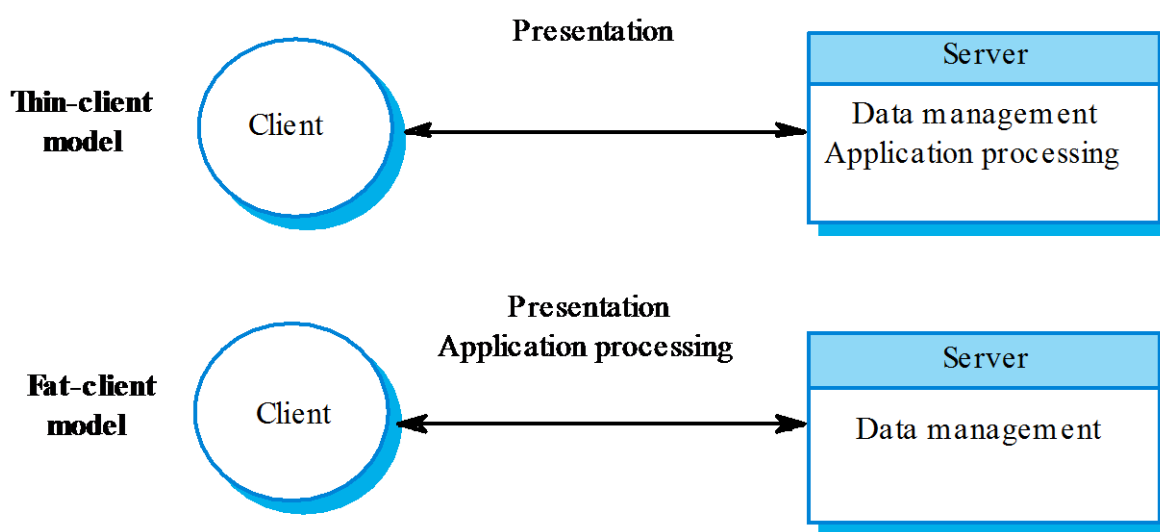 Thin-client
model
Client
Presentation
Server
Data management
Application processing
Fat-client
model
Client
Presentation
Application processing
Server
Data management